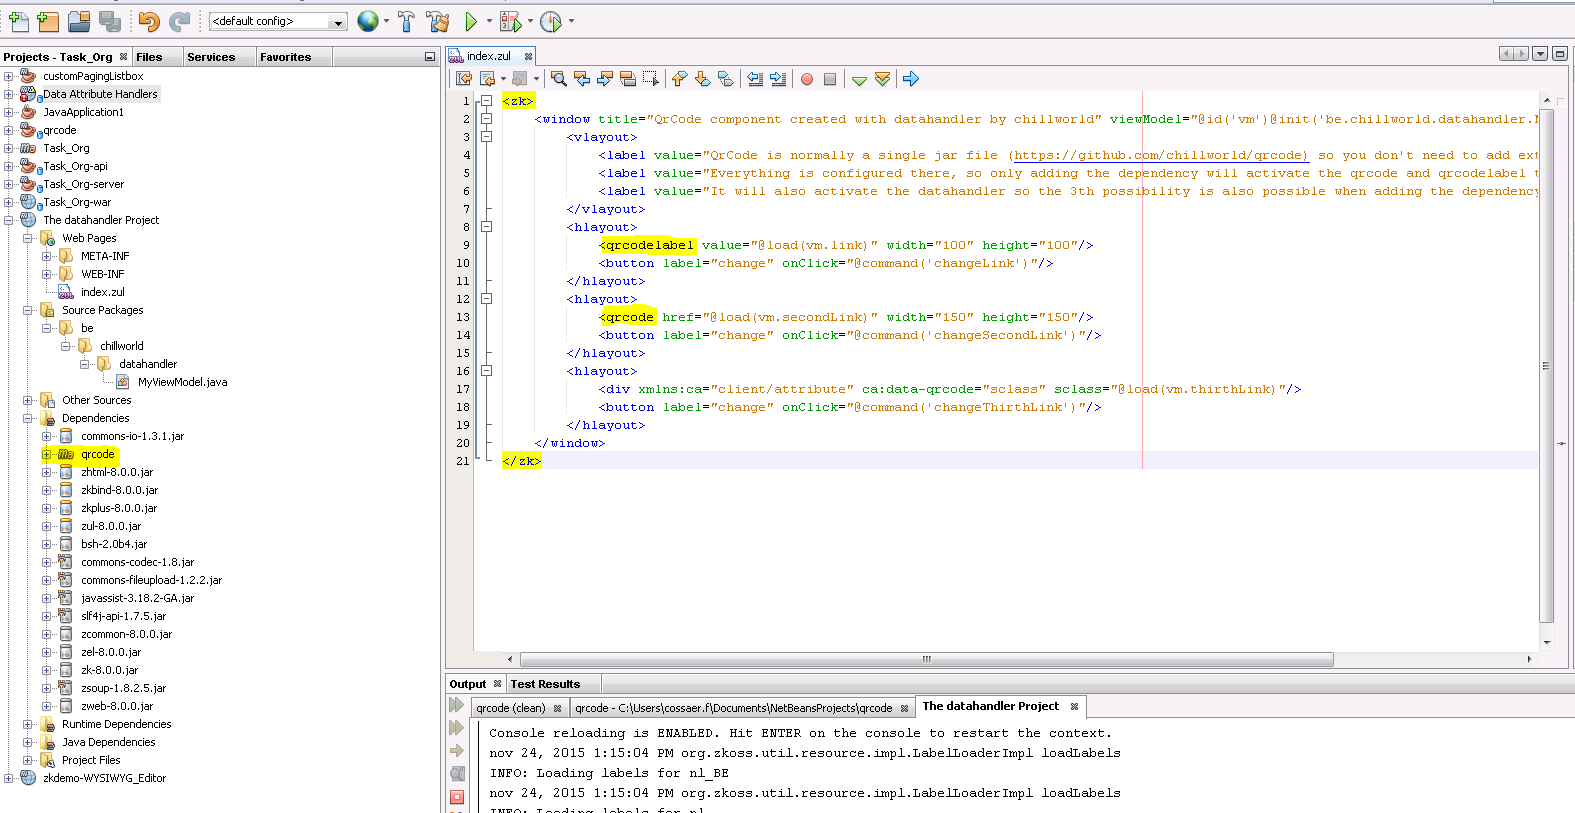 <default config>
Projects - Task_Org
Files
Services
Favorites
customPagingListbox
Data Attribute Handlers
JavaApplication1
qrcode
Task_Org
Task_Org-api
Task_Org-server
Task_Org-war
The datahandler Project
Web Pages
META-INF
WEB-INF
index.zul
Source Packages
be
chillworld
datahandler
MyViewModel.java
Other Sources
Dependencies
commons-io-1.3.1.jar
qrcode
zhtml-8.0.0.jar
zkbind-8.0.0.jar
zkplus-8.0.0.jar
zul-8.0.0.jar
bsh-2.0b4.jar
commons-codec-1.8.jar
commons-fileupload-1.2.2.jar
javassist-3.18.2-GA.jar
slf4j-api-1.7.5.jar
zcommon-8.0.0.jar
zel-8.0.0.jar
zk-8.0.0.jar
zsoup-1.8.2.5.jar
zweb-8.0.0.jar
Runtime Dependencies
Java Dependencies
Project Files
zkdemo-WYSIWYG_Editor
index.zul
1 <zk>
2 <window title="QrCode component created with datahandler by chillworld" viewModel="@id('vm')@init('be.chillworld.datahandler.
3 <vlayout>
4 <label value="QrCode is normally a single jar file (https://github.com/chillworld/qrcode) so you don't need to add ext
5 <label value="Everything is configured there, so only adding the dependency will activate the qrcode and qrcodelabel t
6 <label value="It will also activate the datahandler so the 3th possibility is also possible when adding the dependency
7 </vlayout>
8 <hlayout>
9 <qrcodelabel value="@load(vm.link)" width="100" height="100"/>
10 <button label="change" onClick="@command('changeLink')"/>
11 </hlayout>
12 <hlayout>
13 <qrcode href="@load(vm.secondLink)" width="150" height="150"/>
14 <button label="change" onClick="@command('changeSecondLink')"/>
15 </hlayout>
16 <hlayout>
17 <div xmlns:ca="client/attribute" ca:data-qrcode="sclass" sclass="@load(vm.thirthLink)"/>
18 <button label="change" onClick="@command('changeThirthLink')"/>
19 </hlayout>
20 </window>
21 </zk>
Output
Test Results
qrcode (clean)
qrcode - C:\Users\cossaer.f\Documents\NetBeansProjects\qrcode
The datahandler Project
Console reloading is ENABLED. Hit ENTER on the console to restart the context.
nov 24, 2015 1:15:04 PM org.zkoss.util.resource.impl.LabelLoaderImpl loadLabels
INFO: Loading labels for nl_BE
nov 24, 2015 1:15:04 PM org.zkoss.util.resource.impl.LabelLoaderImpl loadLabels
INFO: Loading labels for nl